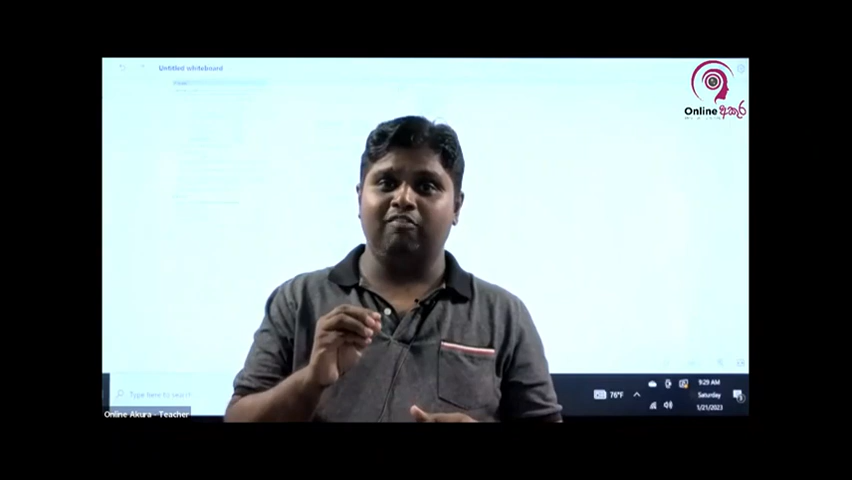 Untitled whiteboard
Online අකුර
Type here to search
76°F
9:29 AM
Saturday
1/21/2023
Online Akura - Teacher